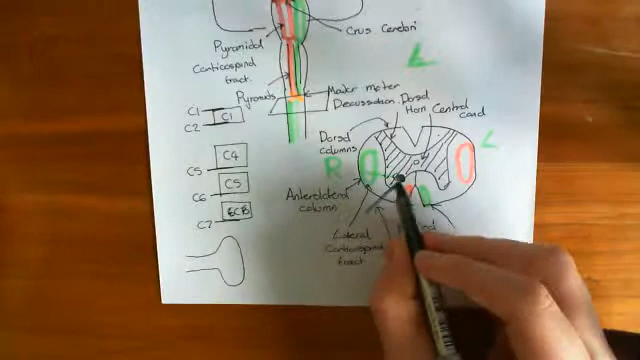 Crus Cerebri
Pyramidal
Corticospinal
tract.
L
Pyramids
Major motor
Decussation
Dorsal
Horn
Central
canal
C1
C1
C2
Dorsal
columns
L
C4
R
C5
C5
Anterolateral
column
C6
C7
Lateral
Corticospinal
tract